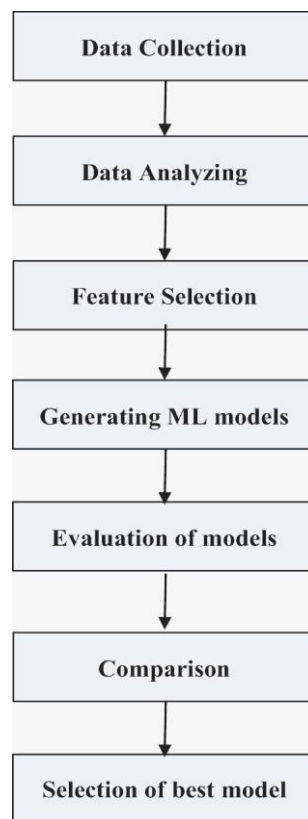 Data Collection
Data Analyzing
Feature Selection
Generating ML models
Evaluation of models
Comparison
Selection of best model